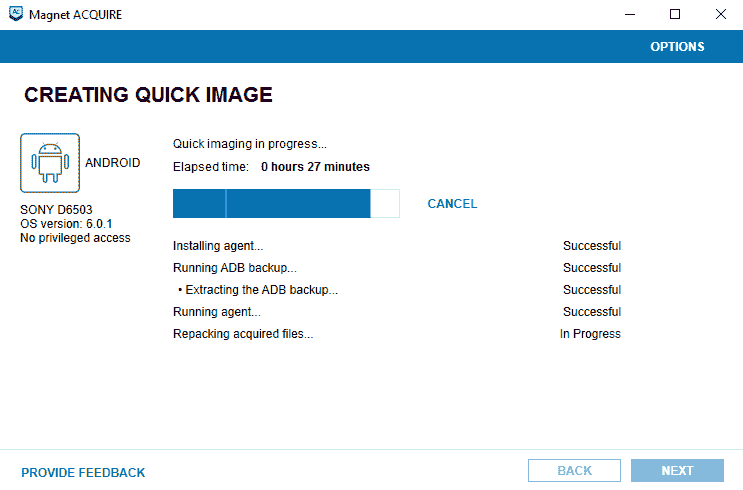 Magnet ACQUIRE
OPTIONS
CREATING QUICK IMAGE
ANDROID
SONY D6503
OS version: 6.0.1
No privileged access
Quick imaging in progress...
Elapsed time: 0 hours 27 minutes
CANCEL
Installing agent... Successful
Running ADB backup... Successful
• Extracting the ADB backup... Successful
Running agent... Successful
Repacking acquired files... In Progress
PROVIDE FEEDBACK
BACK
NEXT